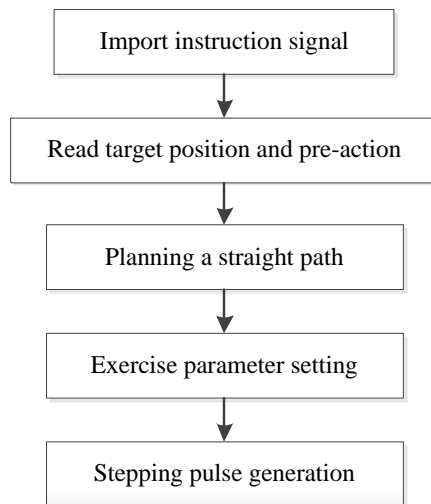 Import instruction signal
Read target position and pre-action
Planning a straight path
Exercise parameter setting
Stepping pulse generation